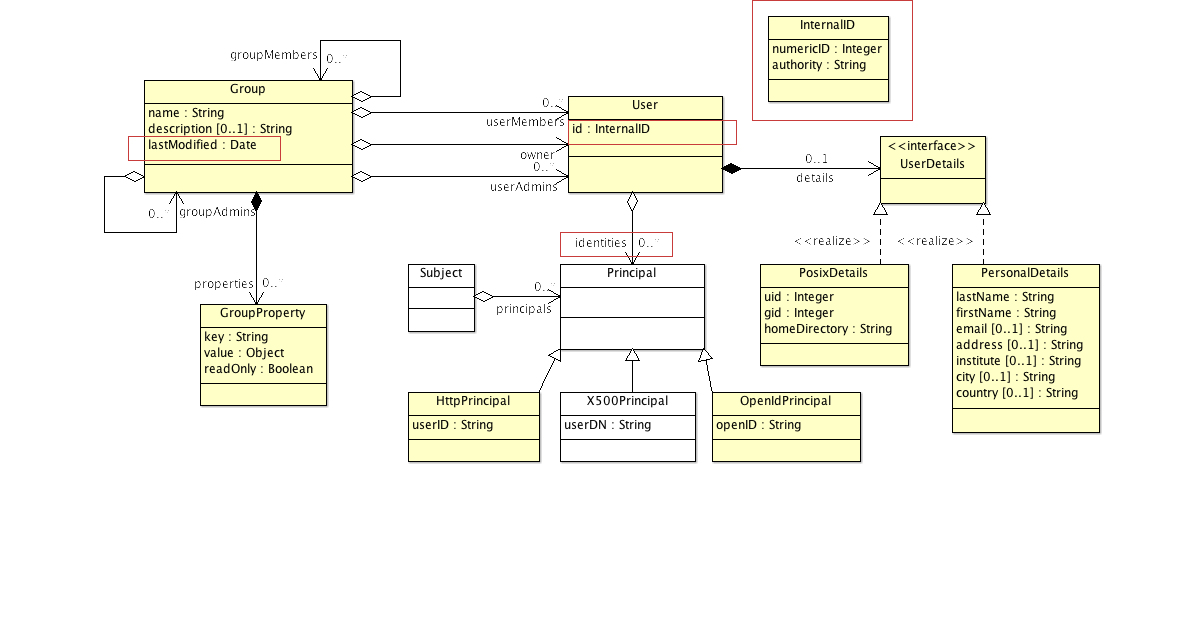 InternalID
numericID : Integer
authority : String
groupMembers
0..*
Group
name : String
description [0..1] : String
lastModified : Date
0..*
userMembers
owner
0..*
userAdmins
User
id : InternalID
0..1
details
<<interface>>
UserDetails
0..*
groupAdmins
identities
0..*
<<realize>>
<<realize>>
properties
0..*
Subject
0..*
principals
Principal
PosixDetails
uid : Integer
gid : Integer
homeDirectory : String
PersonalDetails
lastName : String
firstName : String
email [0..1] : String
address [0..1] : String
institute [0..1] : String
city [0..1] : String
country [0..1] : String
GroupProperty
key : String
value : Object
readOnly : Boolean
HttpPrincipal
userID : String
X500Principal
userDN : String
OpenIdPrincipal
openID : String